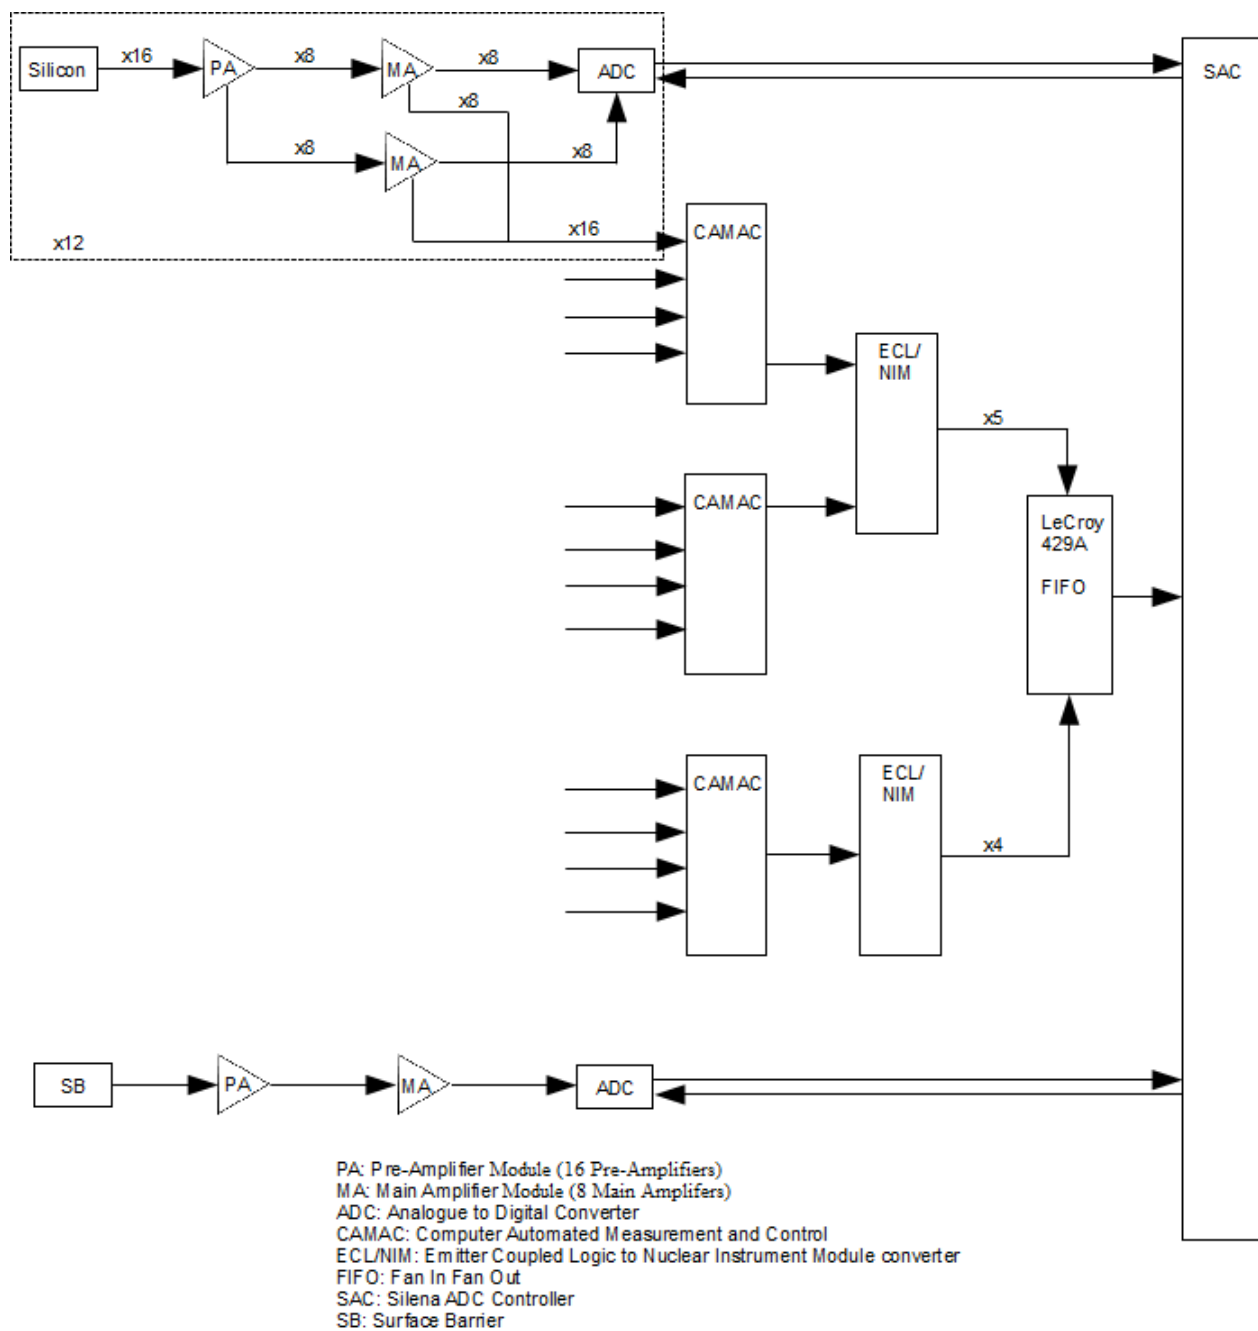 Silicon
x16
PA
x8
MA
x8
ADC
SAC
x8
x8
MA
x8
x12
x16
CAMAC
ECL/
NIM
x5
CAMAC
LeCroy
429A
FIFO
CAMAC
ECL/
NIM
x4
SB
PA
MA
ADC
PA: Pre-Amplifier Module (16 Pre-Amplifiers)
MA: Main Amplifier Module (8 Main Amplifers)
ADC: Analogue to Digital Converter
CAMAC: Computer Automated Measurement and Control
ECL/NIM: Emitter Coupled Logic to Nuclear Instrument Module converter
FIFO: Fan In Fan Out
SAC: Silena ADC Controller
SB: Surface Barrier